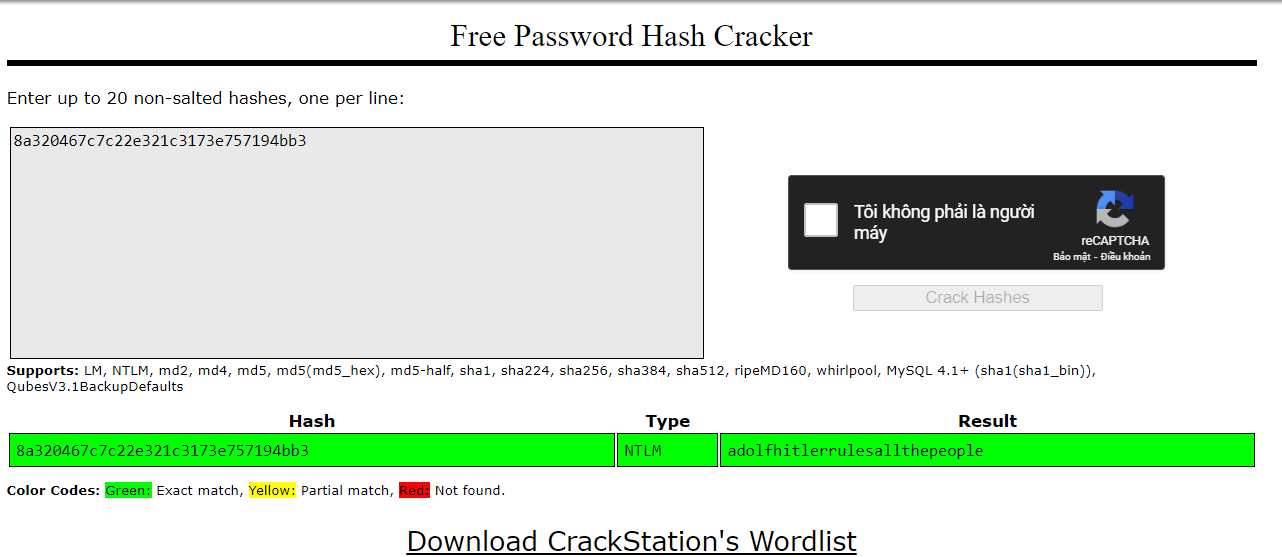 Free Password Hash Cracker
Enter up to 20 non-salted hashes, one per line:
8a320467c7c22e321c3173e757194bb3
Tôi không phải là người
máy
reCAPTCHA
Bảo mật - Điều khoản
Crack Hashes
Supports: LM, NTLM, md2, md4, md5, md5(md5_hex), md5-half, sha1, sha224, sha256, sha384, sha512, ripeMD160, whirlpool, MySQL 4.1+ (sha1(sha1_bin)),
QubesV3.1BackupDefaults
Hash Type Result
8a320467c7c22e321c3173e757194bb3 NTLM adolfhitlerrulesallthepeople
Color Codes: Green: Exact match, Yellow: Partial match, Red: Not found.
Download CrackStation's Wordlist